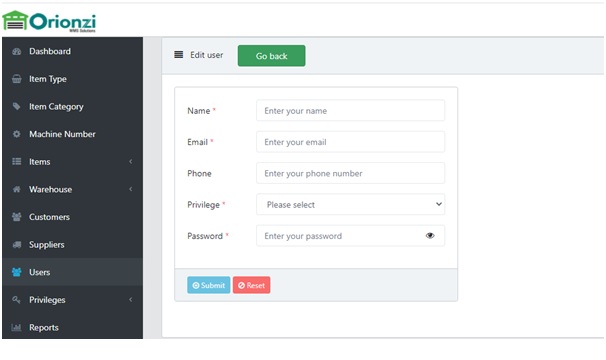 Orionzi
WMS Solutions
Dashboard
Item Type
Item Category
Machine Number
Items
Warehouse
Customers
Suppliers
Users
Privileges
Reports
Edit user
Go back
Name *
Enter your name
Email *
Enter your email
Phone
Enter your phone number
Privilege *
Please select
Password *
Enter your password
Submit
Reset